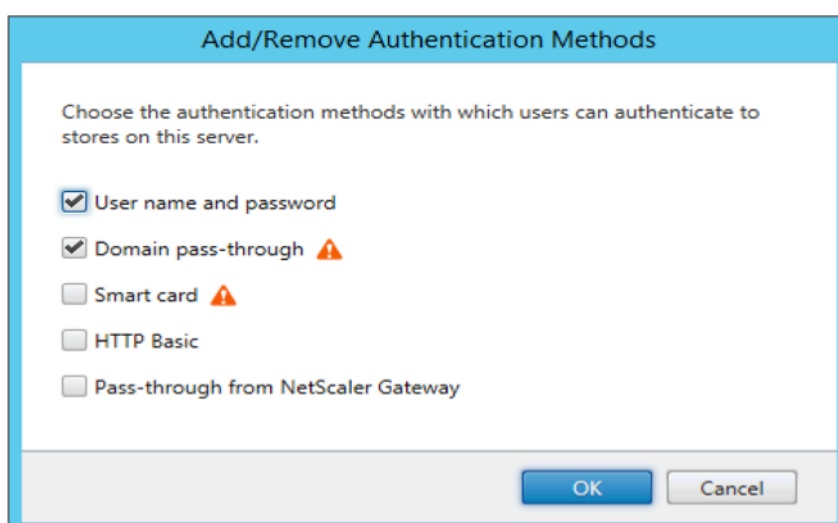 Add/Remove Authentication Methods
Choose the authentication methods with which users can authenticate to
stores on this server.
User name and password
Domain pass-through
Smart card
HTTP Basic
Pass-through from NetScaler Gateway
OK
Cancel